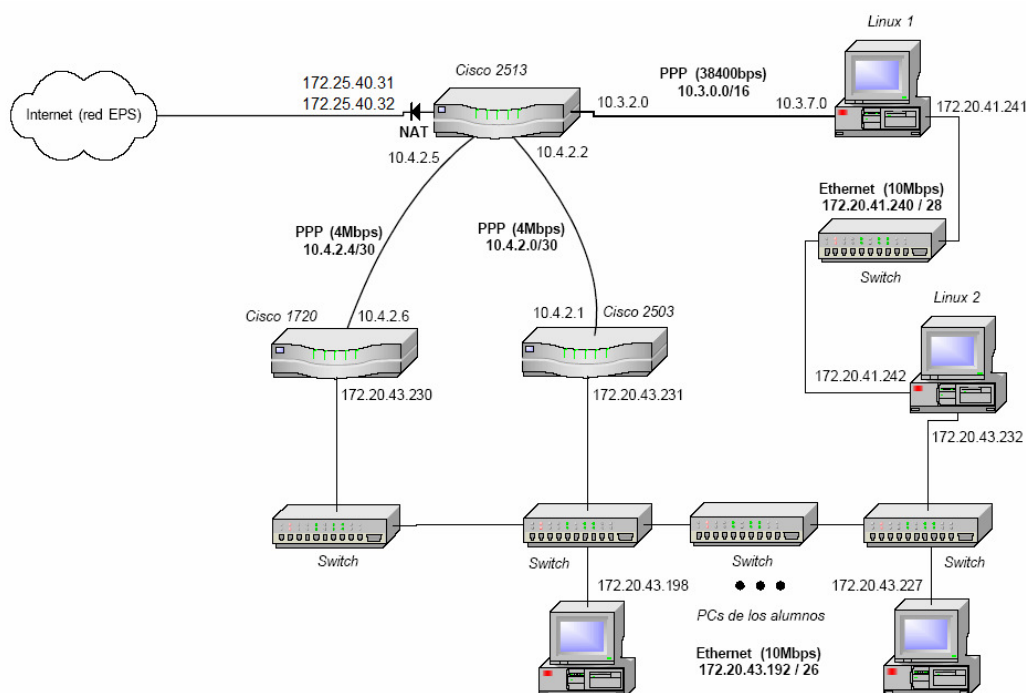 Linux 1
Cisco 2513
PPP (38400bps)
10.3.0.0/16
172.25.40.31
172.25.40.32
Internet (red EPS)
NAT
10.3.2.0
10.3.7.0
172.20.41.241
10.4.2.5
10.4.2.2
Ethernet (10Mbps)
172.20.41.240 / 28
PPP (4Mbps)
10.4.2.4/30
PPP (4Mbps)
10.4.2.0/30
Switch
Linux 2
Cisco 1720
10.4.2.6
10.4.2.1
Cisco 2503
172.20.41.242
172.20.43.230
172.20.43.231
172.20.43.232
Switch
Switch
Switch
Switch
172.20.43.198
172.20.43.227
PCs de los alumnos
Ethernet (10Mbps)
172.20.43.192 / 26